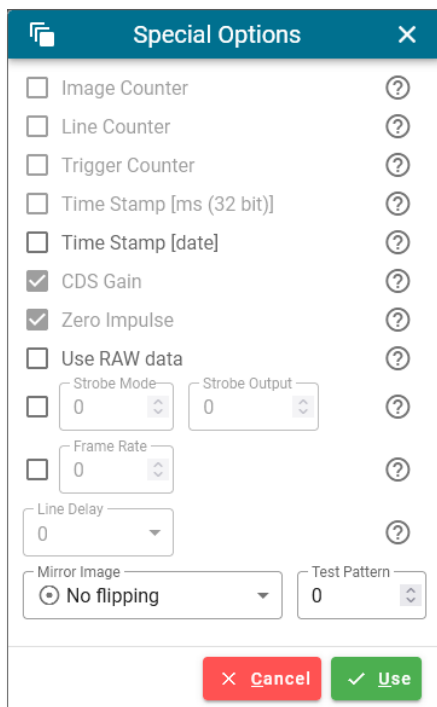 Special Options
Image Counter
Line Counter
Trigger Counter
Time Stamp [ms (32 bit)]
Time Stamp [date]
CDS Gain
Zero Impulse
Use RAW data
Strobe Mode Strobe Output
0 0
Frame Rate
0
Line Delay
0
Mirror Image Test Pattern
No flipping 0
Cancel Use